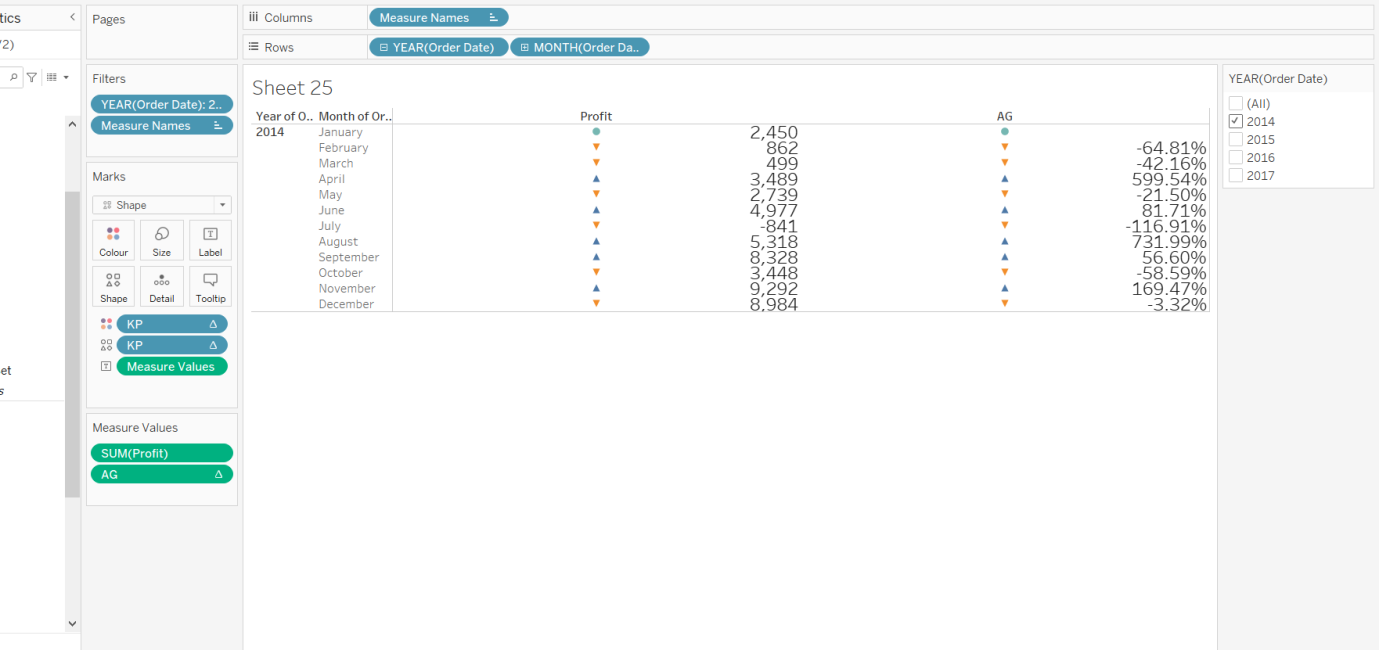 tics
Pages
Columns
Measure Names
/2)
Rows
YEAR(Order Date)
MONTH(Order Da..
Filters
YEAR(Order Date): 2..
Measure Names
Marks
Shape
Colour
Size
Label
Shape
Detail
Tooltip
KP
KP
Measure Values
et
s
Measure Values
SUM(Profit)
AG
Sheet 25
Year of O.. Month of Or.. Profit AG
2014 January 2,450
February 862 -64.81%
March 499 -42.16%
April 3,489 599.54%
May 2,739 -21.50%
June 4,977 81.71%
July -841 -116.91%
August 5,318 731.99%
September 8,328 56.60%
October 3,448 -58.59%
November 9,292 169.47%
December 8,984 -3.32%
YEAR(Order Date)
(All)
2014
2015
2016
2017